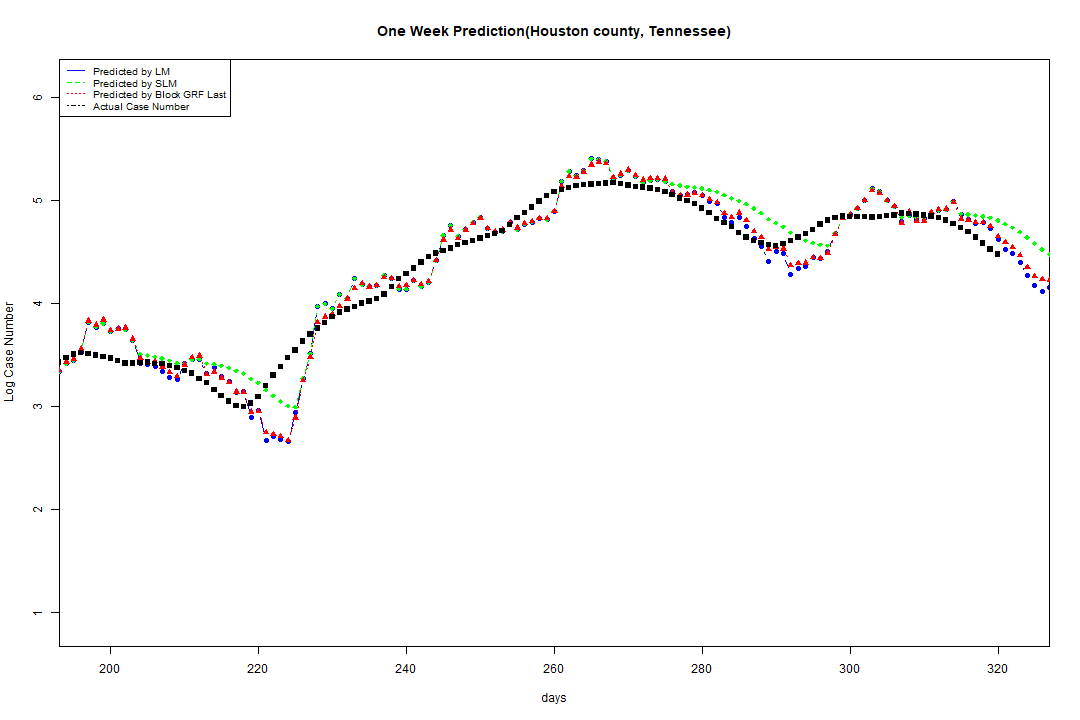 One Week Prediction(Houston county, Tennessee)
Predicted by LM
Predicted by SLM
Predicted by Block GRF Last
Actual Case Number
6
5
4
3
2
1
Log Case Number
200 220 240 260 280 300 320
days